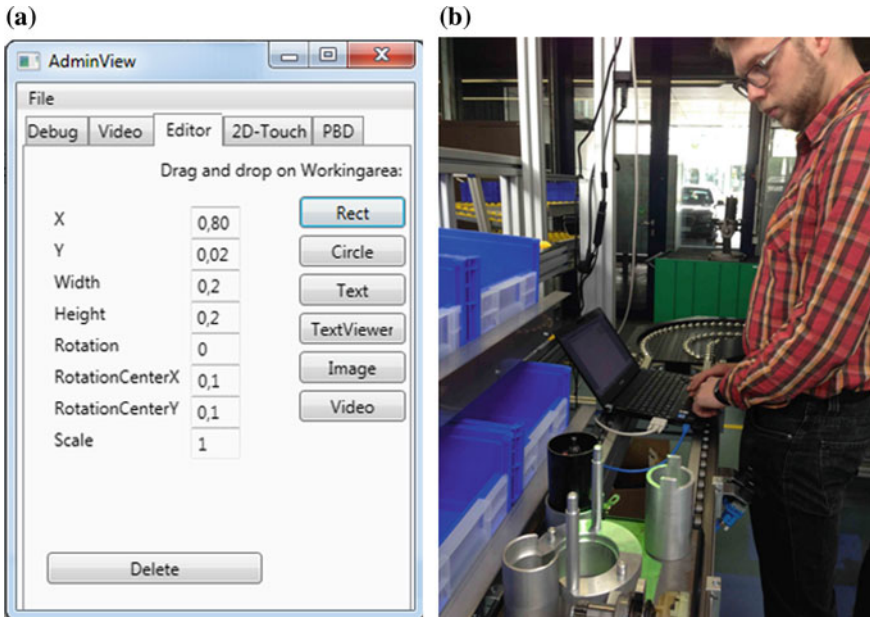 (a)
(b)
AdminView
File
Debug Video Editor 2D-Touch PBD
Drag and drop on Workingarea:
X 0,80
Y 0,02
Width 0,2
Height 0,2
Rotation 0
RotationCenterX 0,1
RotationCenterY 0,1
Scale 1
Rect
Circle
Text
TextViewer
Image
Video
Delete